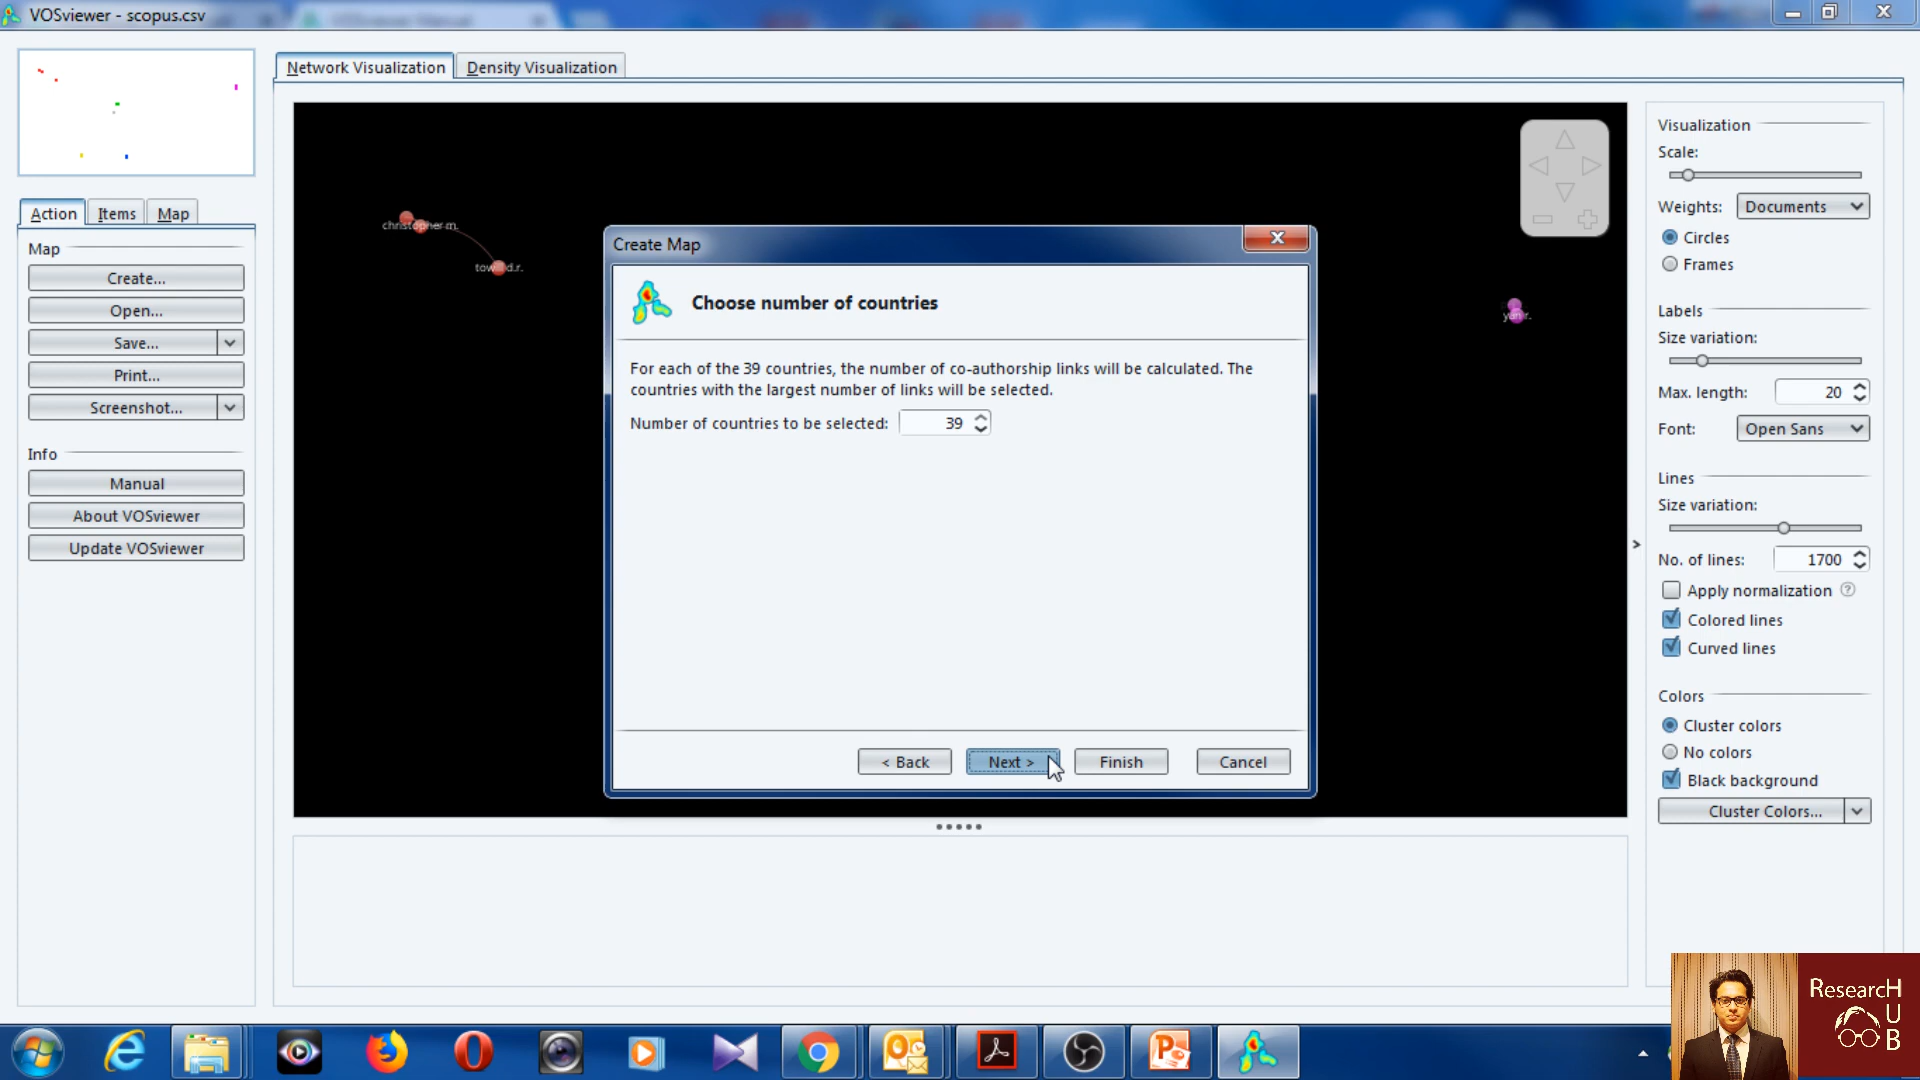 VOSviewer - scopus.csv
Network Visualization
Density Visualization
Action
Items
Map
Map
Create...
Open...
Save...
Print...
Screenshot...
Info
Manual
About VOSviewer
Update VOSviewer
christopher m.
towill d.r.
Create Map
Choose number of countries
For each of the 39 countries, the number of co-authorship links will be calculated. The
countries with the largest number of links will be selected.
Number of countries to be selected: 39
< Back
Next >
Finish
Cancel
Visualization
Scale:
Weights: Documents
Circles
Frames
Labels
Size variation:
Max. length: 20
Font: Open Sans
Lines
Size variation:
No. of lines: 1700
Apply normalization
Colored lines
Curved lines
Colors
Cluster colors
No colors
Black background
Cluster Colors...
ResearcH
U
B